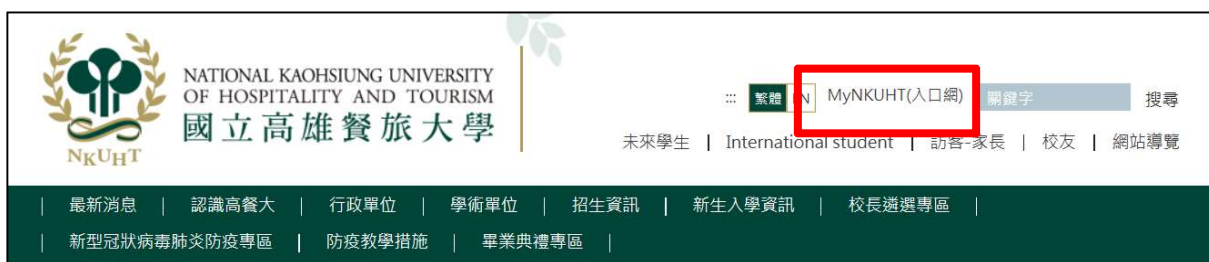 NATIONAL KAOHSIUNG UNIVERSITY
OF HOSPITALITY AND TOURISM
國立高雄餐旅大學
NKUHT
::: 繁體 EN MyNKUHT(入口網) 關鍵字 搜尋
未來學生 | International student | 訪客-家長 | 校友 | 網站導覽
| 最新消息 | 認識高餐大 | 行政單位 | 學術單位 | 招生資訊 | 新生入學資訊 | 校長遴選專區 |
| 新型冠狀病毒肺炎防疫專區 | 防疫教學措施 | 畢業典禮專區 |